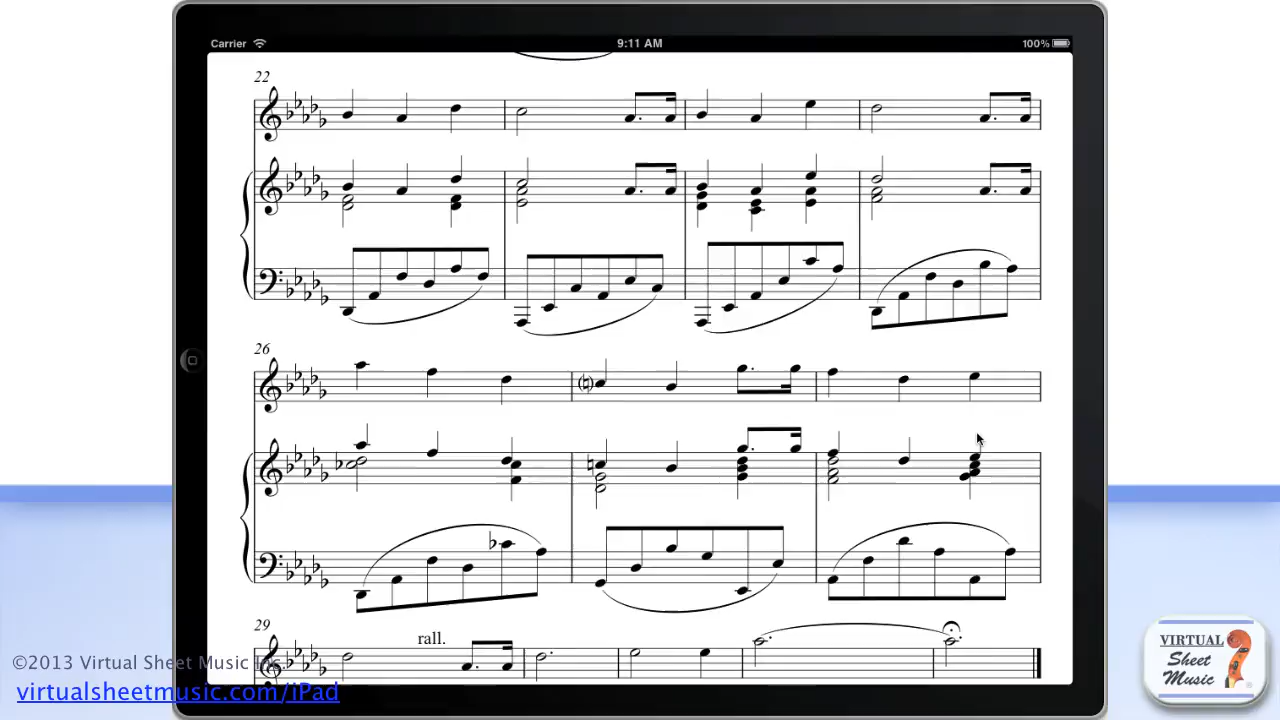 Carrier 9:11 AM 100%
22
26
29
rall.
©2013 Virtual Sheet Music Inc.
virtualsheetmusic.com/iPad
VIRTUAL
Sheet
Music